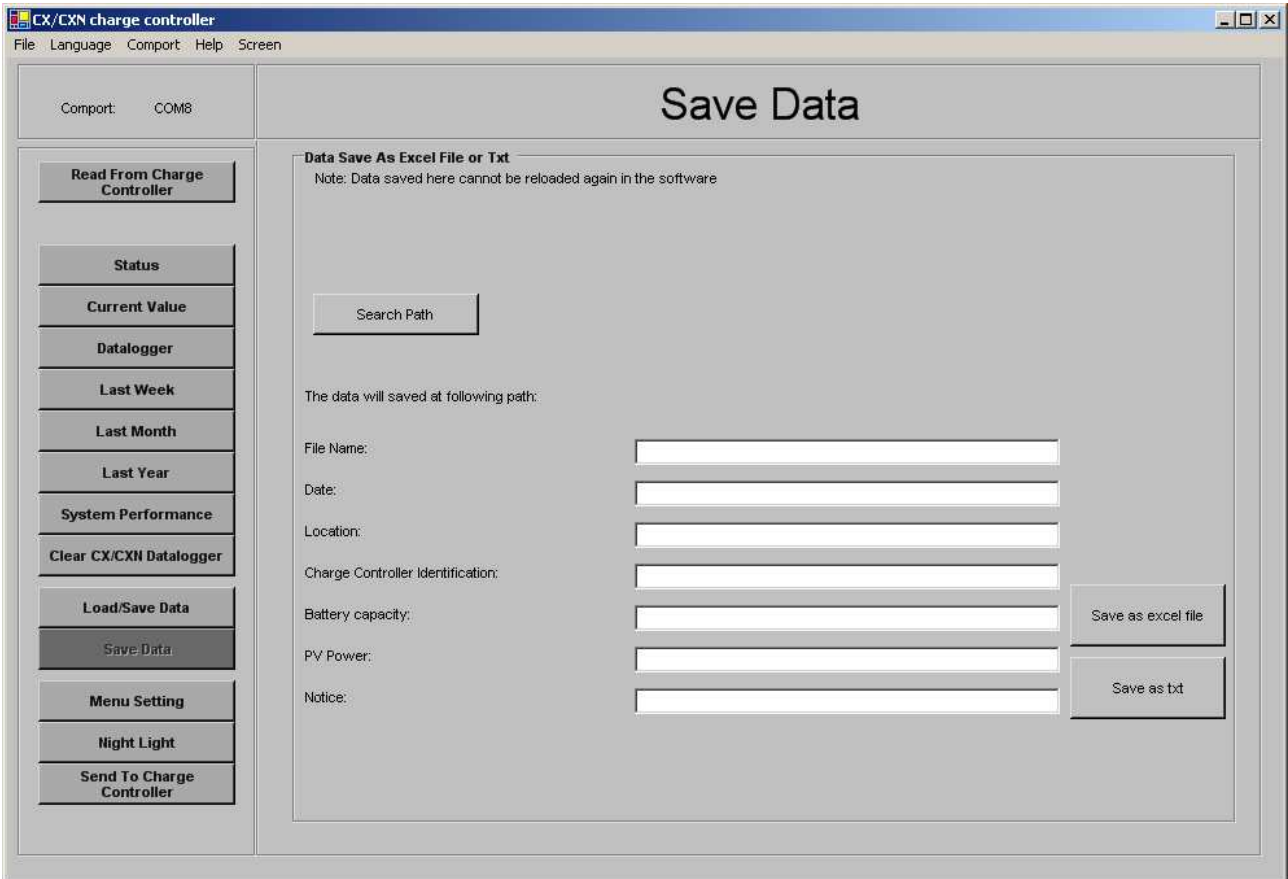 CX/CXN charge controller
File Language Comport Help Screen
Comport: COM8
Save Data
Read From Charge
Controller
Status
Current Value
Datalogger
Last Week
Last Month
Last Year
System Performance
Clear CX/CXN Datalogger
Load/Save Data
Save Data
Menu Setting
Night Light
Send To Charge
Controller
Data Save As Excel File or Txt
Note: Data saved here cannot be reloaded again in the software
Search Path
The data will saved at following path:
File Name:
Date:
Location:
Charge Controller Identification:
Battery capacity:
PV Power:
Notice:
Save as excel file
Save as txt